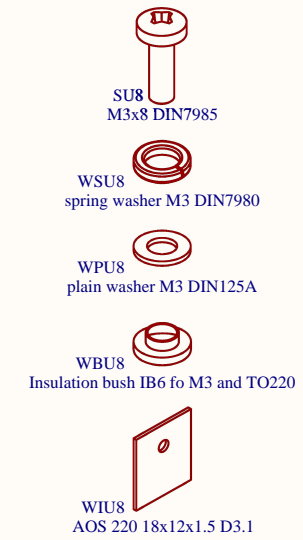 SU8
M3x8 DIN7985
WSU8
spring washer M3 DIN7980
WPU8
plain washer M3 DIN125A
WBU8
Insulation bush IB6 fo M3 and TO220
WIU8
AOS 220 18x12x1.5 D3.1